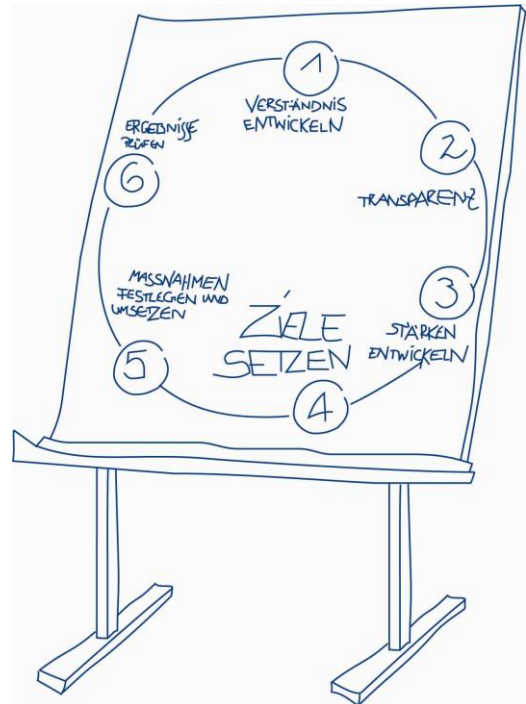 1
VERSTÄNDNIS
ENTWICKELN
2
TRANSPARENZ
3
STÄRKEN
ENTWICKELN
4
ZIELE
SETZEN
5
MASSNAHMEN
FESTLEGEN UND
UMSETZEN
6
ERGEBNISSE
PRÜFEN